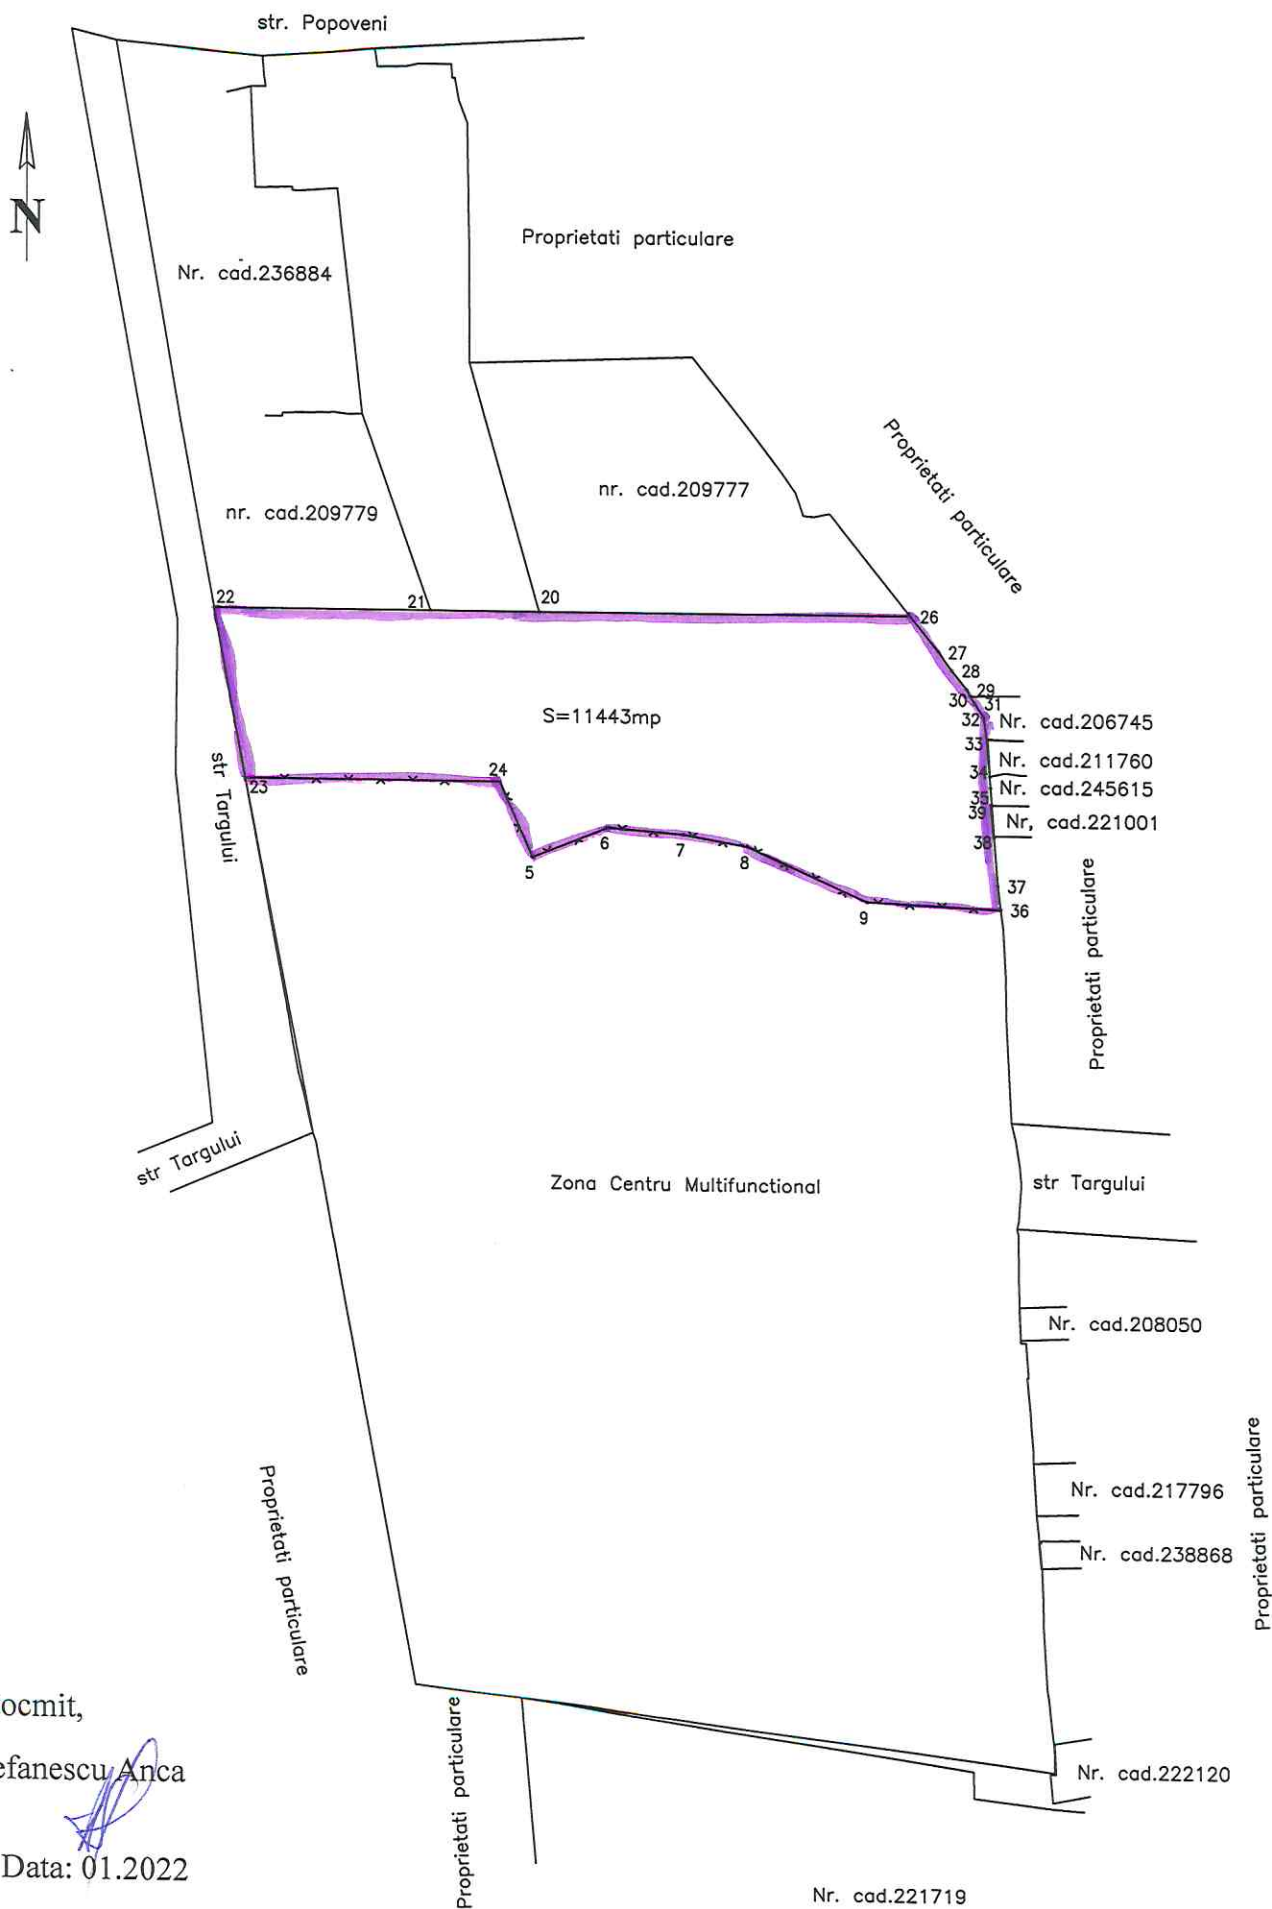 str. Popoveni
N
Proprietati particulare
Nr. cad.236884
Proprietati particulare
nr. cad.209777
nr. cad.209779
22
21
20
26
27
28
29
30
31
32
Nr. cad.206745
S=11443mp
33
Nr. cad.211760
34
Nr. cad.245615
35
39
Nr, cad.221001
38
23
24
str Targului
5
6
7
8
9
37
36
Proprietati particulare
str Targului
Zona Centru Multifunctional
str Targului
Nr. cad.208050
Proprietati particulare
Nr. cad.217796
Nr. cad.238868
Proprietati particulare
ocmit,
efanescu Anca
Proprietati particulare
Nr. cad.222120
Data: 01.2022
Nr. cad.221719